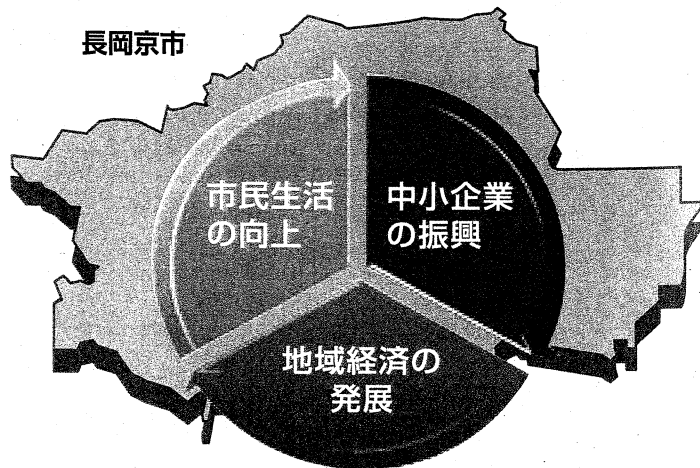 長岡京市
市民生活
の向上
中小企業
の振興
地域経済の
発展